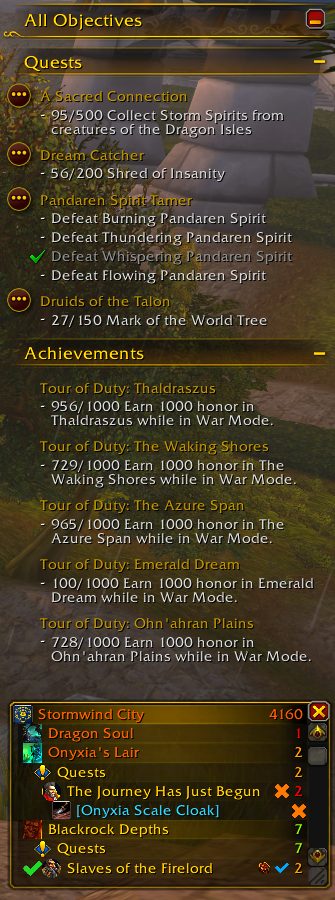 All Objectives
Quests
A Sacred Connection
- 95/500 Collect Storm Spirits from
creatures of the Dragon Isles
Dream Catcher
- 56/200 Shred of Insanity
Pandaren Spirit Tamer
- Defeat Burning Pandaren Spirit
- Defeat Thundering Pandaren Spirit
Defeat Whispering Pandaren Spirit
- Defeat Flowing Pandaren Spirit
Druids of the Talon
- 27/150 Mark of the World Tree
Achievements
Tour of Duty: Thaldraszus
- 956/1000 Earn 1000 honor in
Thaldraszus while in War Mode.
Tour of Duty: The Waking Shores
- 729/1000 Earn 1000 honor in The
Waking Shores while in War Mode.
Tour of Duty: The Azure Span
- 965/1000 Earn 1000 honor in The
Azure Span while in War Mode.
Tour of Duty: Emerald Dream
- 100/1000 Earn 1000 honor in Emerald
Dream while in War Mode.
Tour of Duty: Ohn'ahran Plains
- 728/1000 Earn 1000 honor in
Ohn'ahran Plains while in War Mode.
Stormwind City 4160
Dragon Soul 1
Onyxia's Lair 2
Quests 2
The Journey Has Just Begun 2
[Onyxia Scale Cloak]
Blackrock Depths 7
Quests 7
Slaves of the Firelord 2